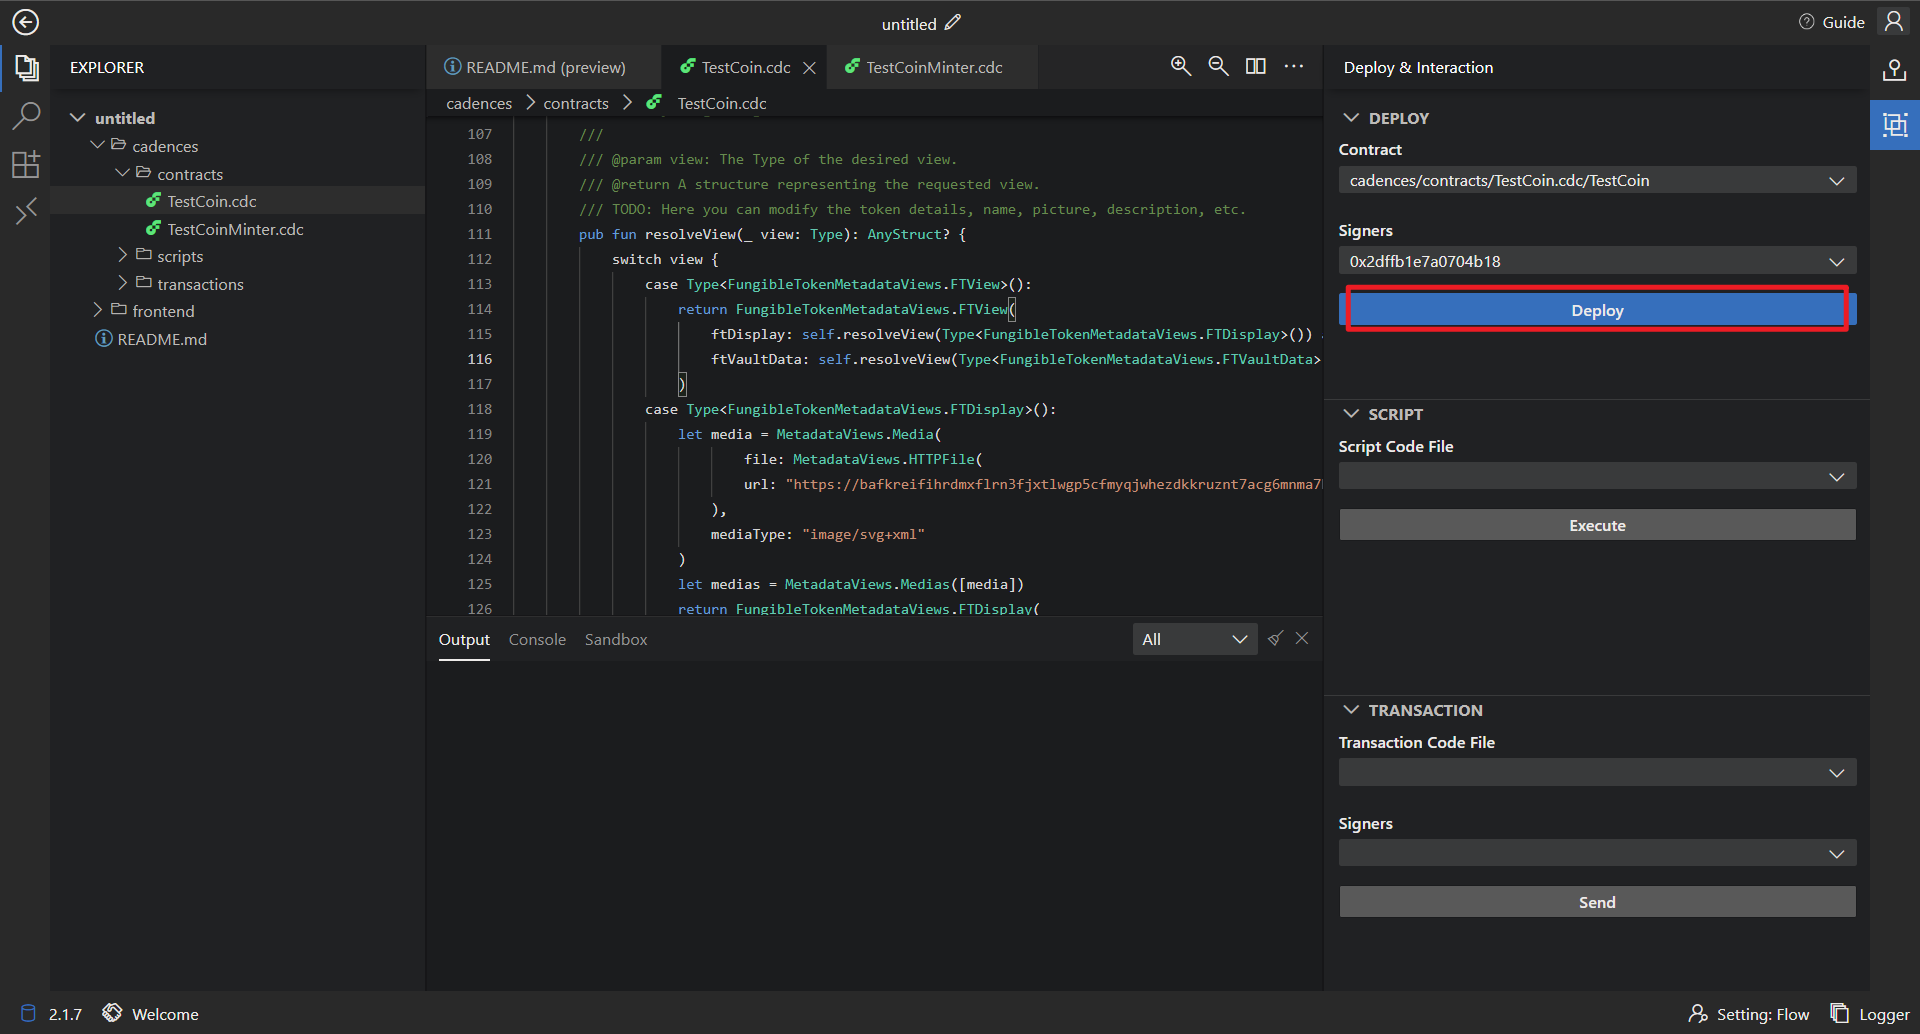 untitled
Guide
EXPLORER
untitled
cadences
contracts
TestCoin.cdc
TestCoinMinter.cdc
scripts
transactions
frontend
README.md
README.md (preview)
TestCoin.cdc
TestCoinMinter.cdc
cadences
contracts
TestCoin.cdc
107 ///
108 /// @param view: The Type of the desired view.
109 /// @return A structure representing the requested view.
110 /// TODO: Here you can modify the token details, name, picture, description, etc.
111 pub fun resolveView(_ view: Type): AnyStruct? {
112 switch view {
113 case Type<FungibleTokenMetadataViews.FTView>():
114 return FungibleTokenMetadataViews.FTView(
115 ftDisplay: self.resolveView(Type<FungibleTokenMetadataViews.FTDisplay>())
116 ftVaultData: self.resolveView(Type<FungibleTokenMetadataViews.FTVaultData>
117 )
118 case Type<FungibleTokenMetadataViews.FTDisplay>():
119 let media = MetadataViews.Media(
120 file: MetadataViews.HTTPFile(
121 url: "https://bafkreifihrdmxflrn3fjxtlwgp5cfmyqjwhezdkkruznt7acg6mnma7
122 ),
123 mediaType: "image/svg+xml"
124 )
125 let medias = MetadataViews.Medias([media])
126 return FungibleTokenMetadataViews.FTDisplay(
Output
Console
Sandbox
All
Deploy & Interaction
DEPLOY
Contract
cadences/contracts/TestCoin.cdc/TestCoin
Signers
0x2dffb1e7a0704b18
Deploy
SCRIPT
Script Code File
Execute
TRANSACTION
Transaction Code File
Signers
Send
2.1.7
Welcome
Setting: Flow
Logger